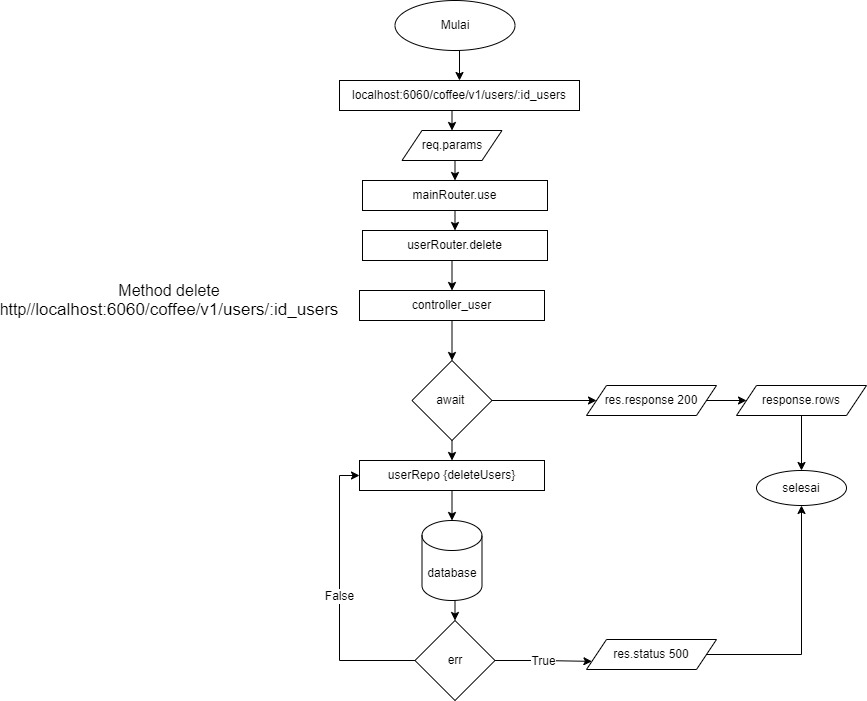 Mulai
localhost:6060/coffee/v1/users/:id_users
req.params
mainRouter.use
userRouter.delete
Method delete
http//localhost:6060/coffee/v1/users/:id_users
controller_user
await
res.response 200
response.rows
userRepo {deleteUsers}
selesai
database
False
err
True
res.status 500